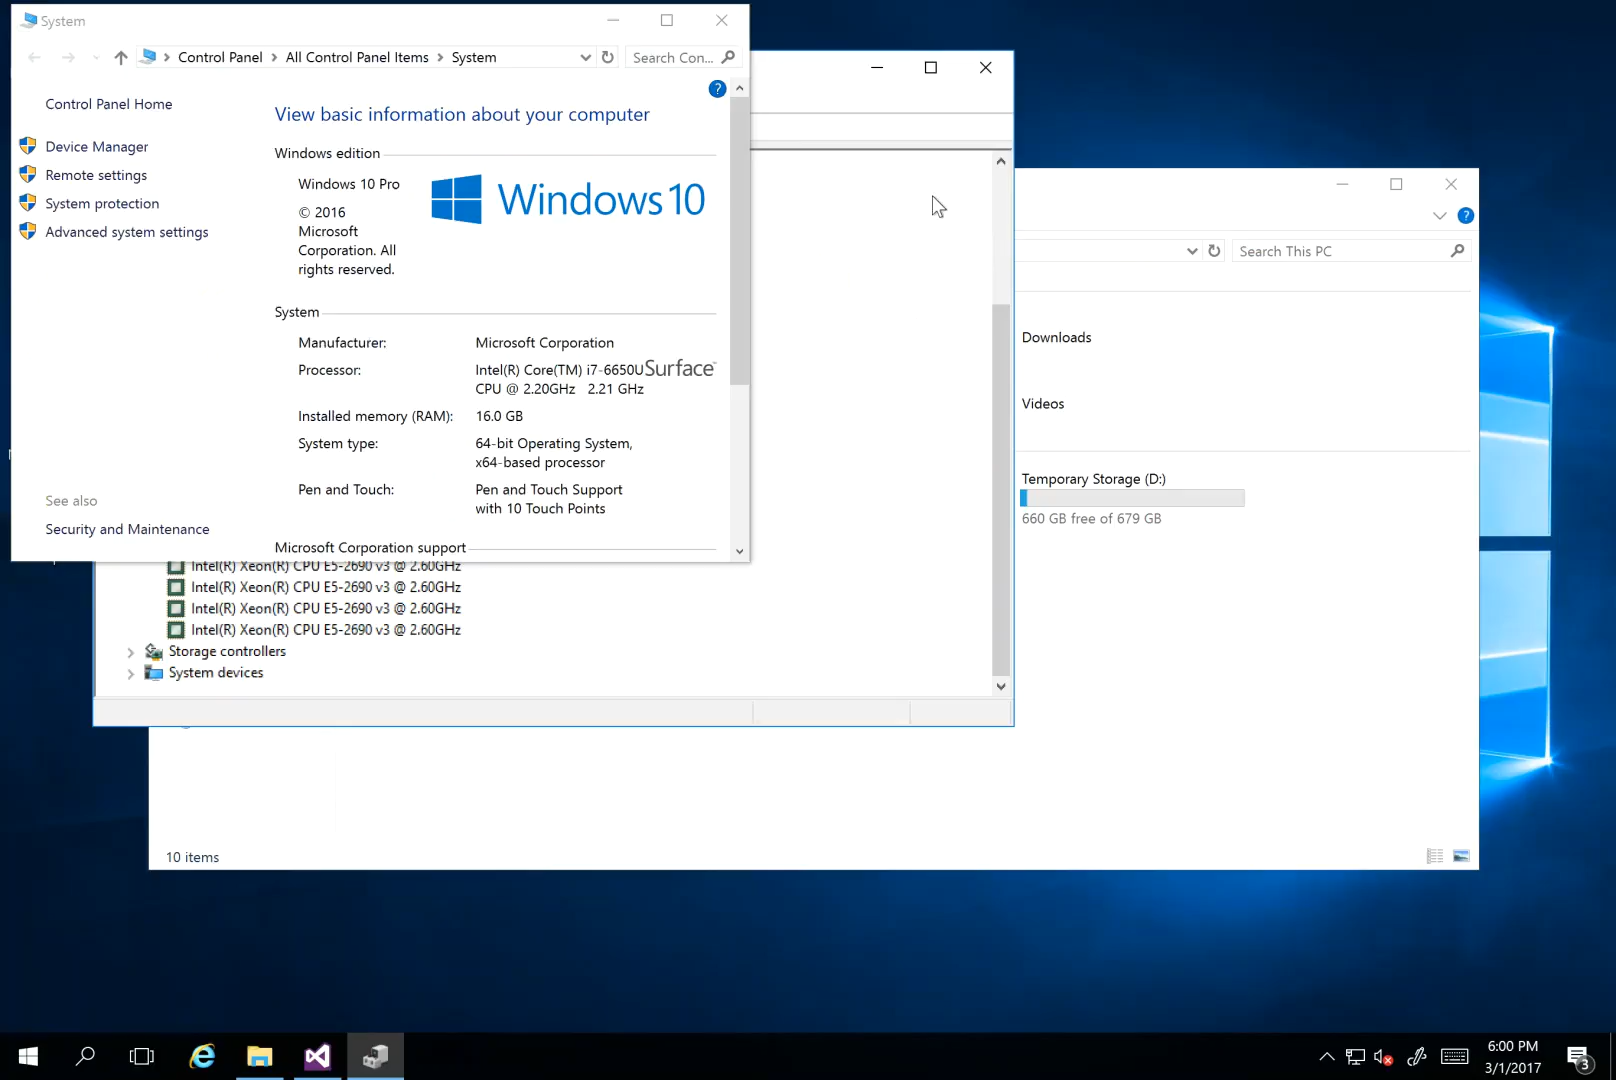 System
Control Panel
All Control Panel Items
System
Search Con...
Control Panel Home
Device Manager
Remote settings
System protection
Advanced system settings
See also
Security and Maintenance
View basic information about your computer
Windows edition
Windows 10 Pro
© 2016
Microsoft
Corporation. All
rights reserved.
Windows 10
System
Manufacturer:
Microsoft Corporation
Processor:
Intel(R) Core(TM) i7-6650U
CPU @ 2.20GHz 2.21 GHz
Surface™
Installed memory (RAM):
16.0 GB
System type:
64-bit Operating System,
x64-based processor
Pen and Touch:
Pen and Touch Support
with 10 Touch Points
Microsoft Corporation support
Intel(R) Xeon(R) CPU E5-2690 v3 @ 2.60GHz
Intel(R) Xeon(R) CPU E5-2690 v3 @ 2.60GHz
Intel(R) Xeon(R) CPU E5-2690 v3 @ 2.60GHz
Intel(R) Xeon(R) CPU E5-2690 v3 @ 2.60GHz
Storage controllers
System devices
Search This PC
Downloads
Videos
Temporary Storage (D:)
660 GB free of 679 GB
10 items
6:00 PM
3/1/2017
3